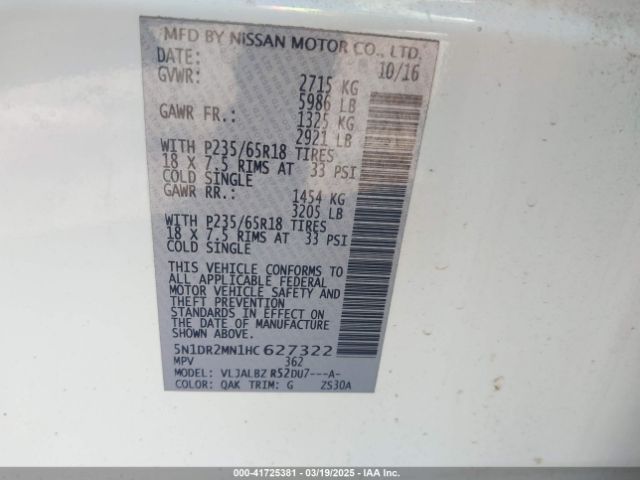 MFD BY NISSAN MOTOR CO., LTD.
DATE: 10/16
GVWR: 2715 KG
5986 LB
GAWR FR: 1325 KG
2921 LB
WITH P235/65R18 TIRES
18 X 7.5 RIMS AT 33 PSI
COLD SINGLE
GAWR RR: 1454 KG
3205 LB
WITH P235/65R18 TIRES
18 X 7.5 RIMS AT 33 PSI
COLD SINGLE
THIS VEHICLE CONFORMS TO
ALL APPLICABLE FEDERAL
MOTOR VEHICLE SAFETY AND
THEFT PREVENTION
STANDARDS IN EFFECT ON
THE DATE OF MANUFACTURE
SHOWN ABOVE.
5N1DR2MN1HC627322
MPV 362
MODEL: VLJALBZ R52DU7---A-
COLOR: QAK TRIM: G ZS30A
000-41725381 | 03/19/2025 | IAA Inc.